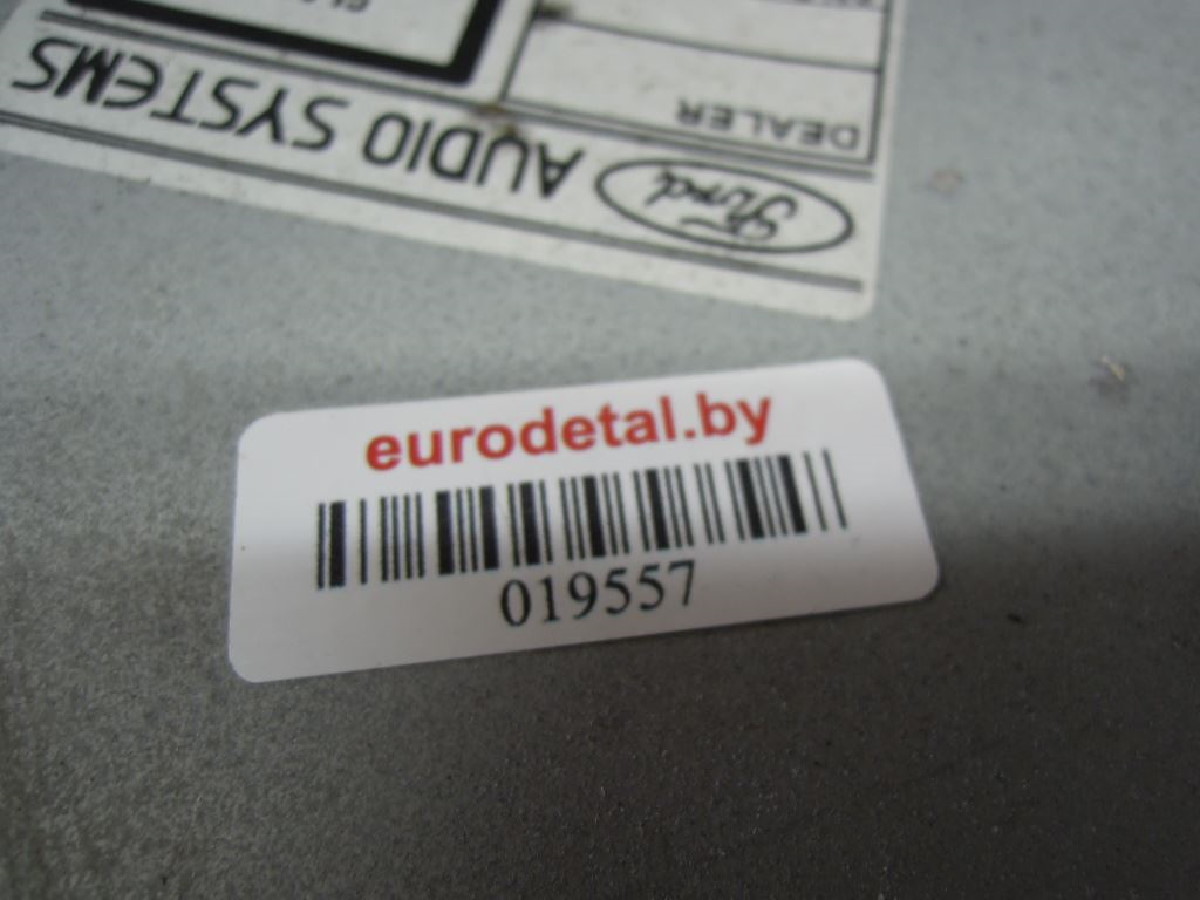 DEALER
Ford AUDIO SYSTEMS
eurodetal.by
019557